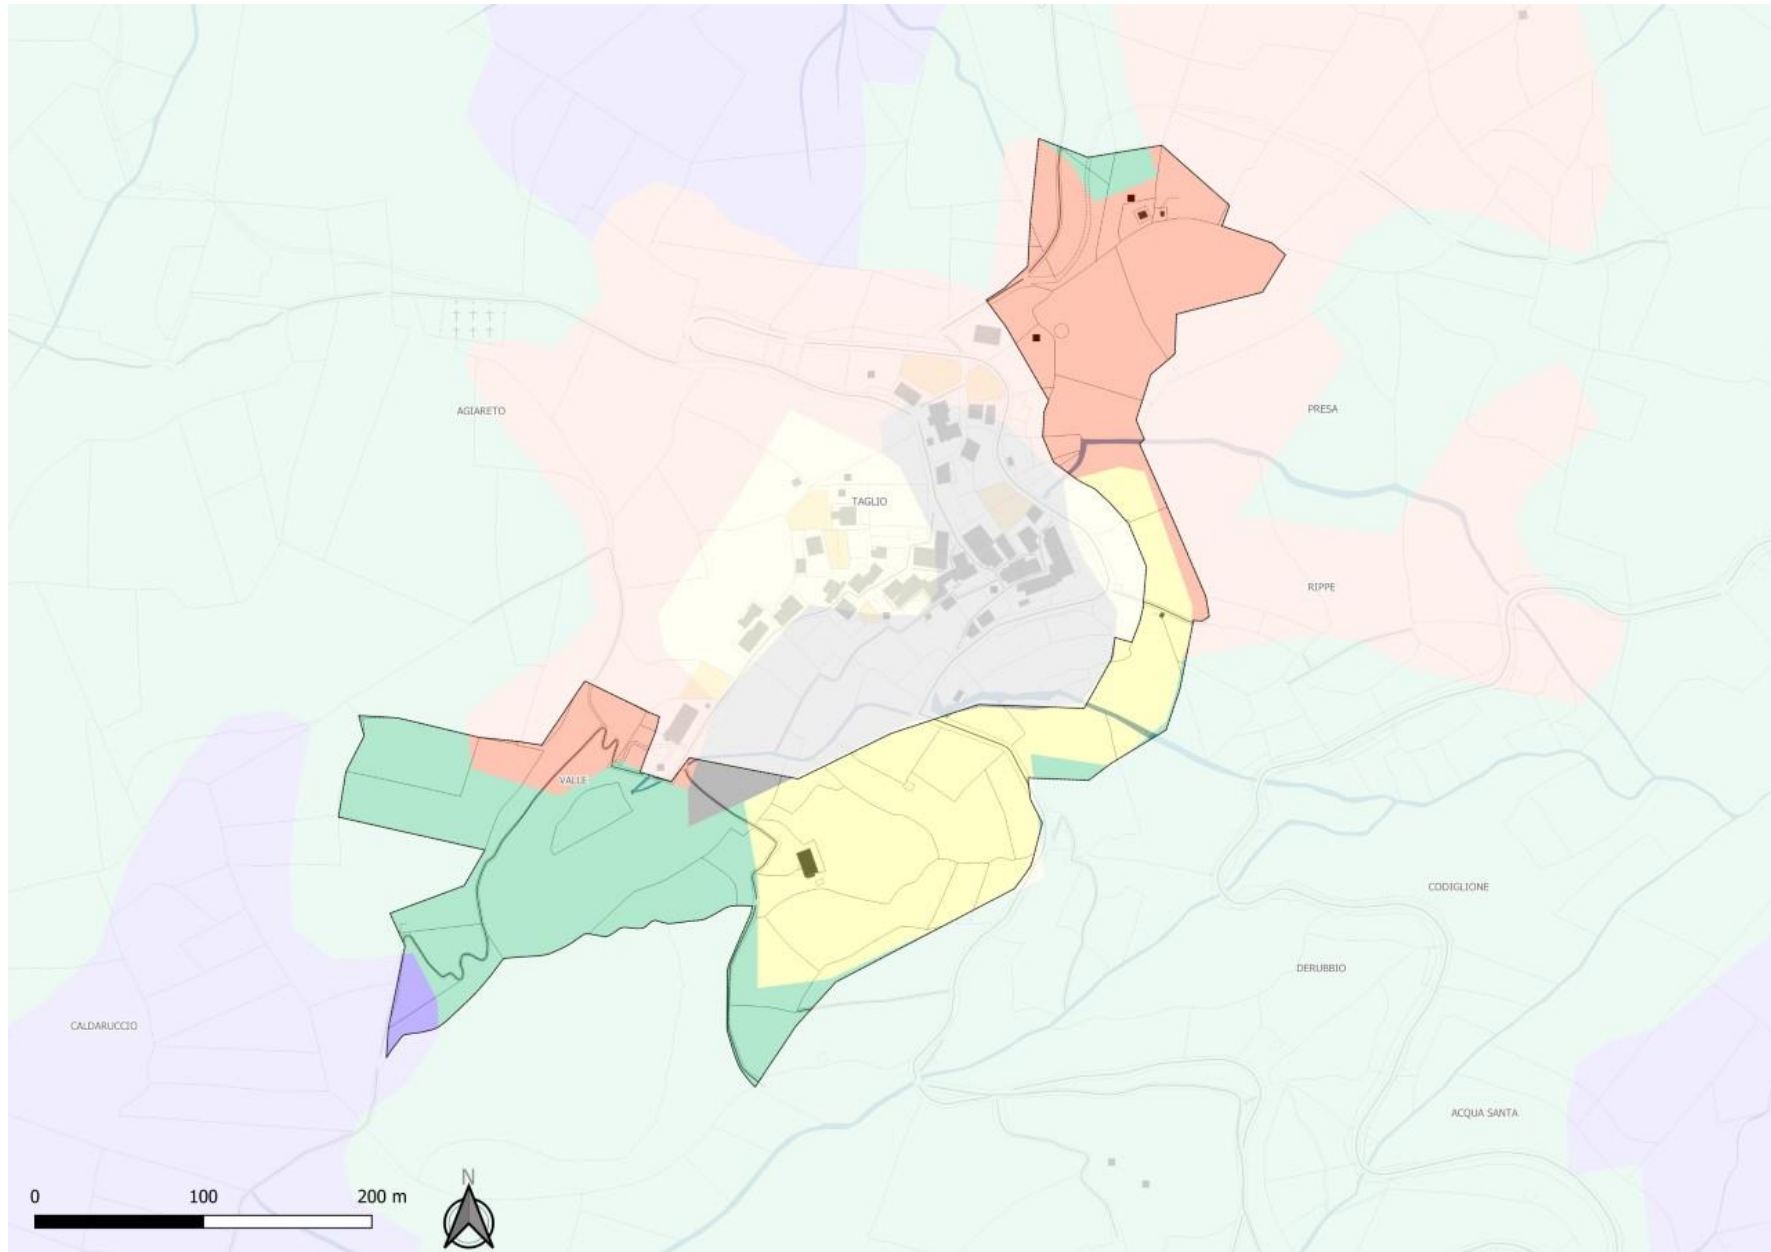 AGIARETO
PRESA
TAGLIO
RIPPE
VALLE
CODIGLIONE
DERUBBIO
CALDARUCCIO
ACQUA SANTA
N
0 100 200 m